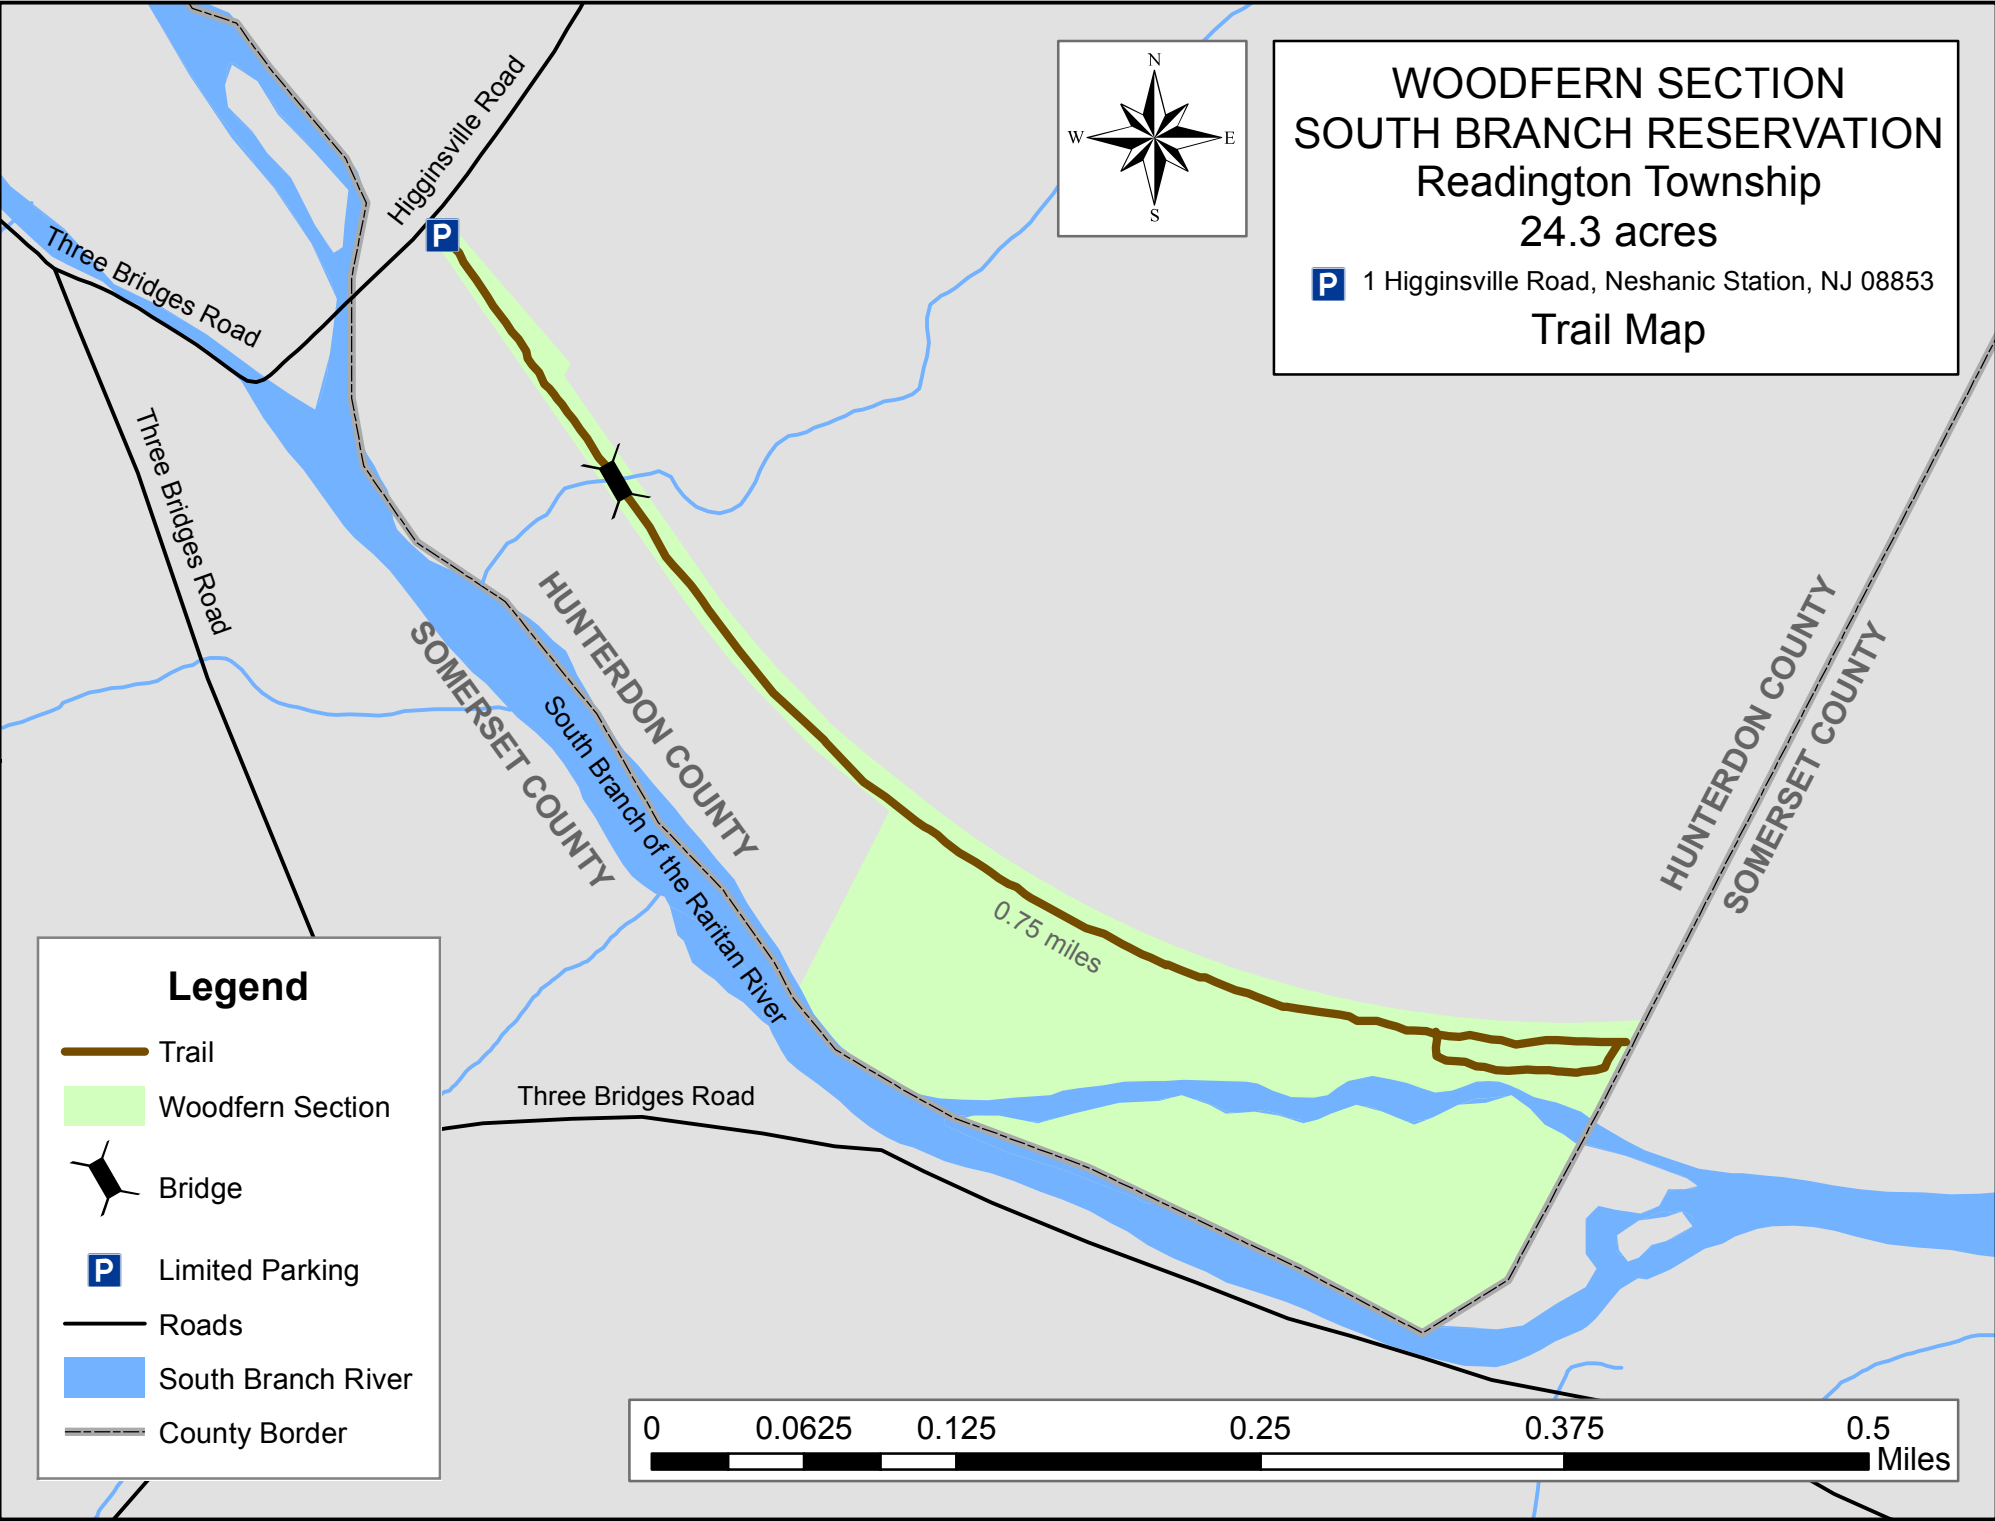 WOODFERN SECTION
SOUTH BRANCH RESERVATION
Readington Township
24.3 acres
P 1 Higginsville Road, Neshanic Station, NJ 08853
Trail Map
N
W E
S
Higginsville Road
P
Three Bridges Road
Three Bridges Road
HUNTERDON COUNTY
SOMERSET COUNTY
South Branch of the Raritan River
HUNTERDON COUNTY
SOMERSET COUNTY
0.75 miles
Three Bridges Road
Legend
Trail
Woodfern Section
Bridge
P Limited Parking
Roads
South Branch River
County Border
0 0.0625 0.125 0.25 0.375 0.5
Miles